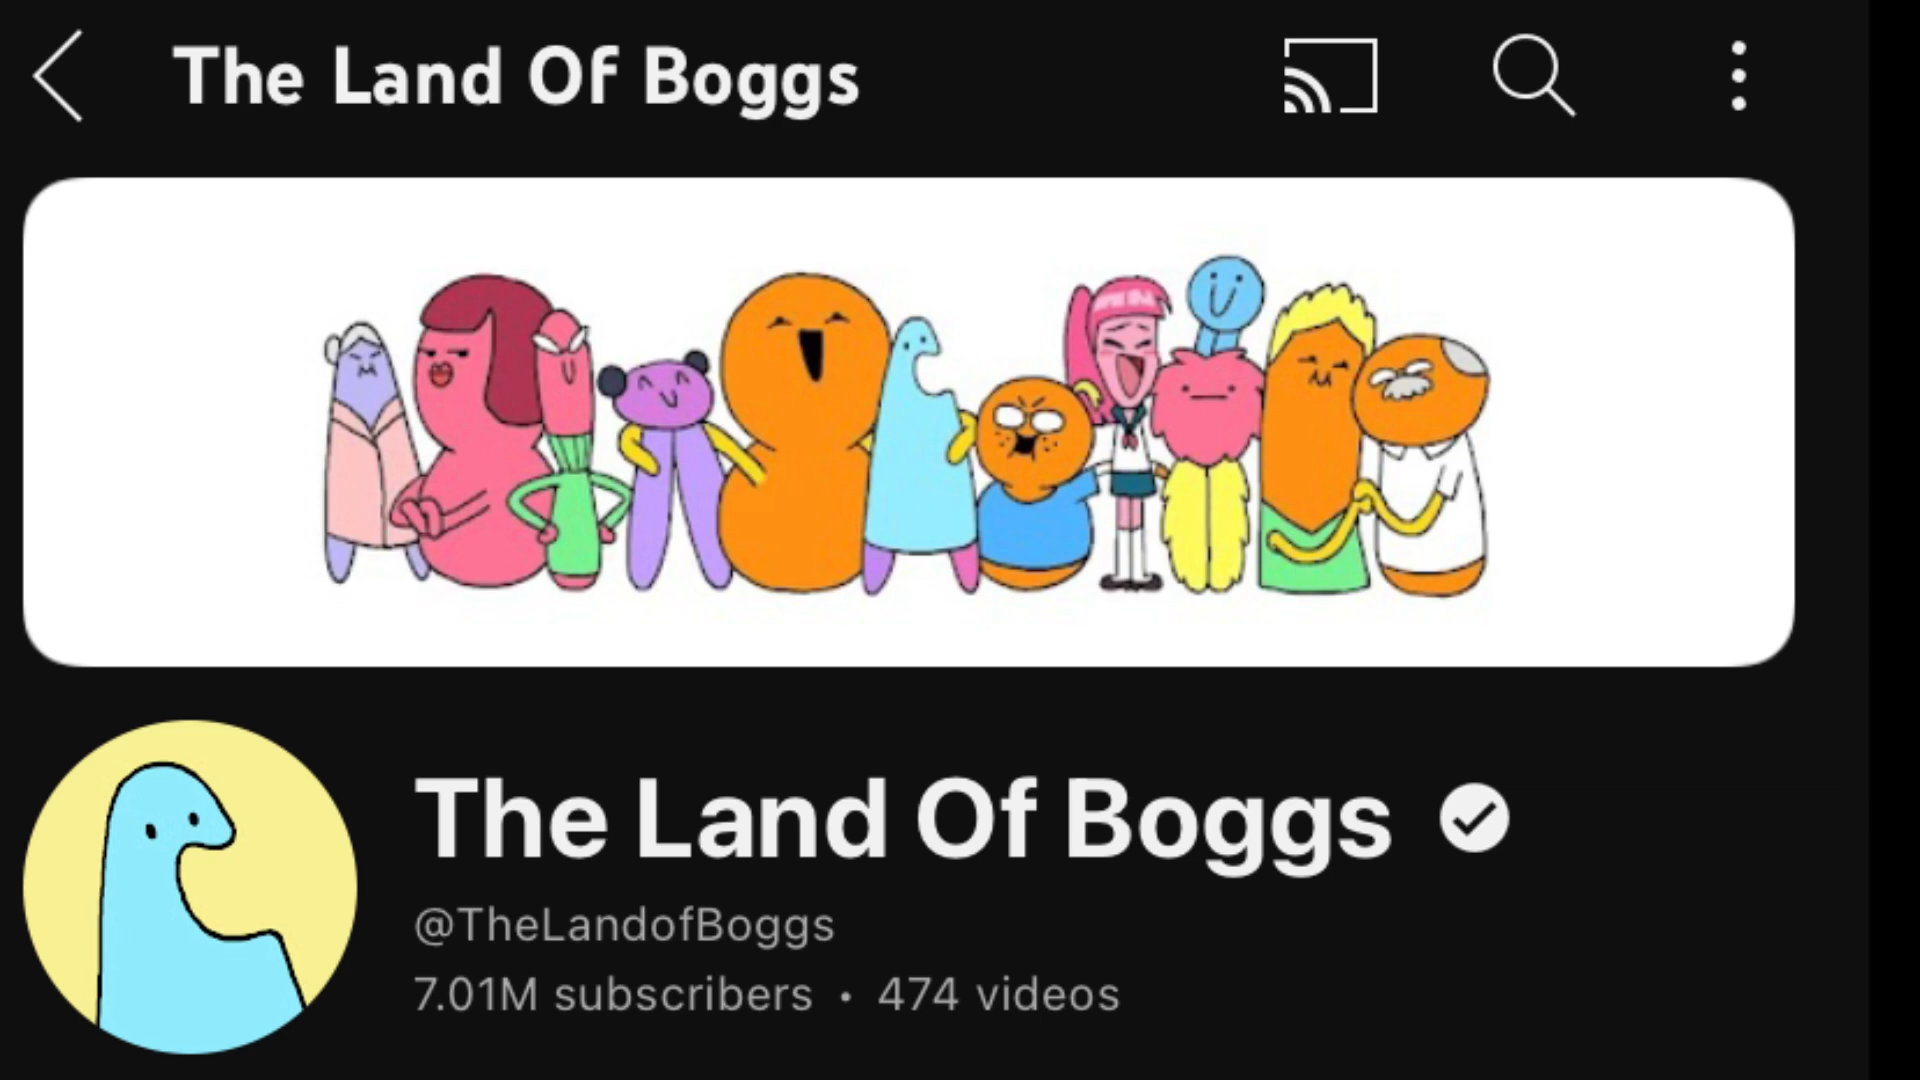 The Land Of Boggs
The Land Of Boggs
@TheLandofBoggs
7.01M subscribers • 474 videos